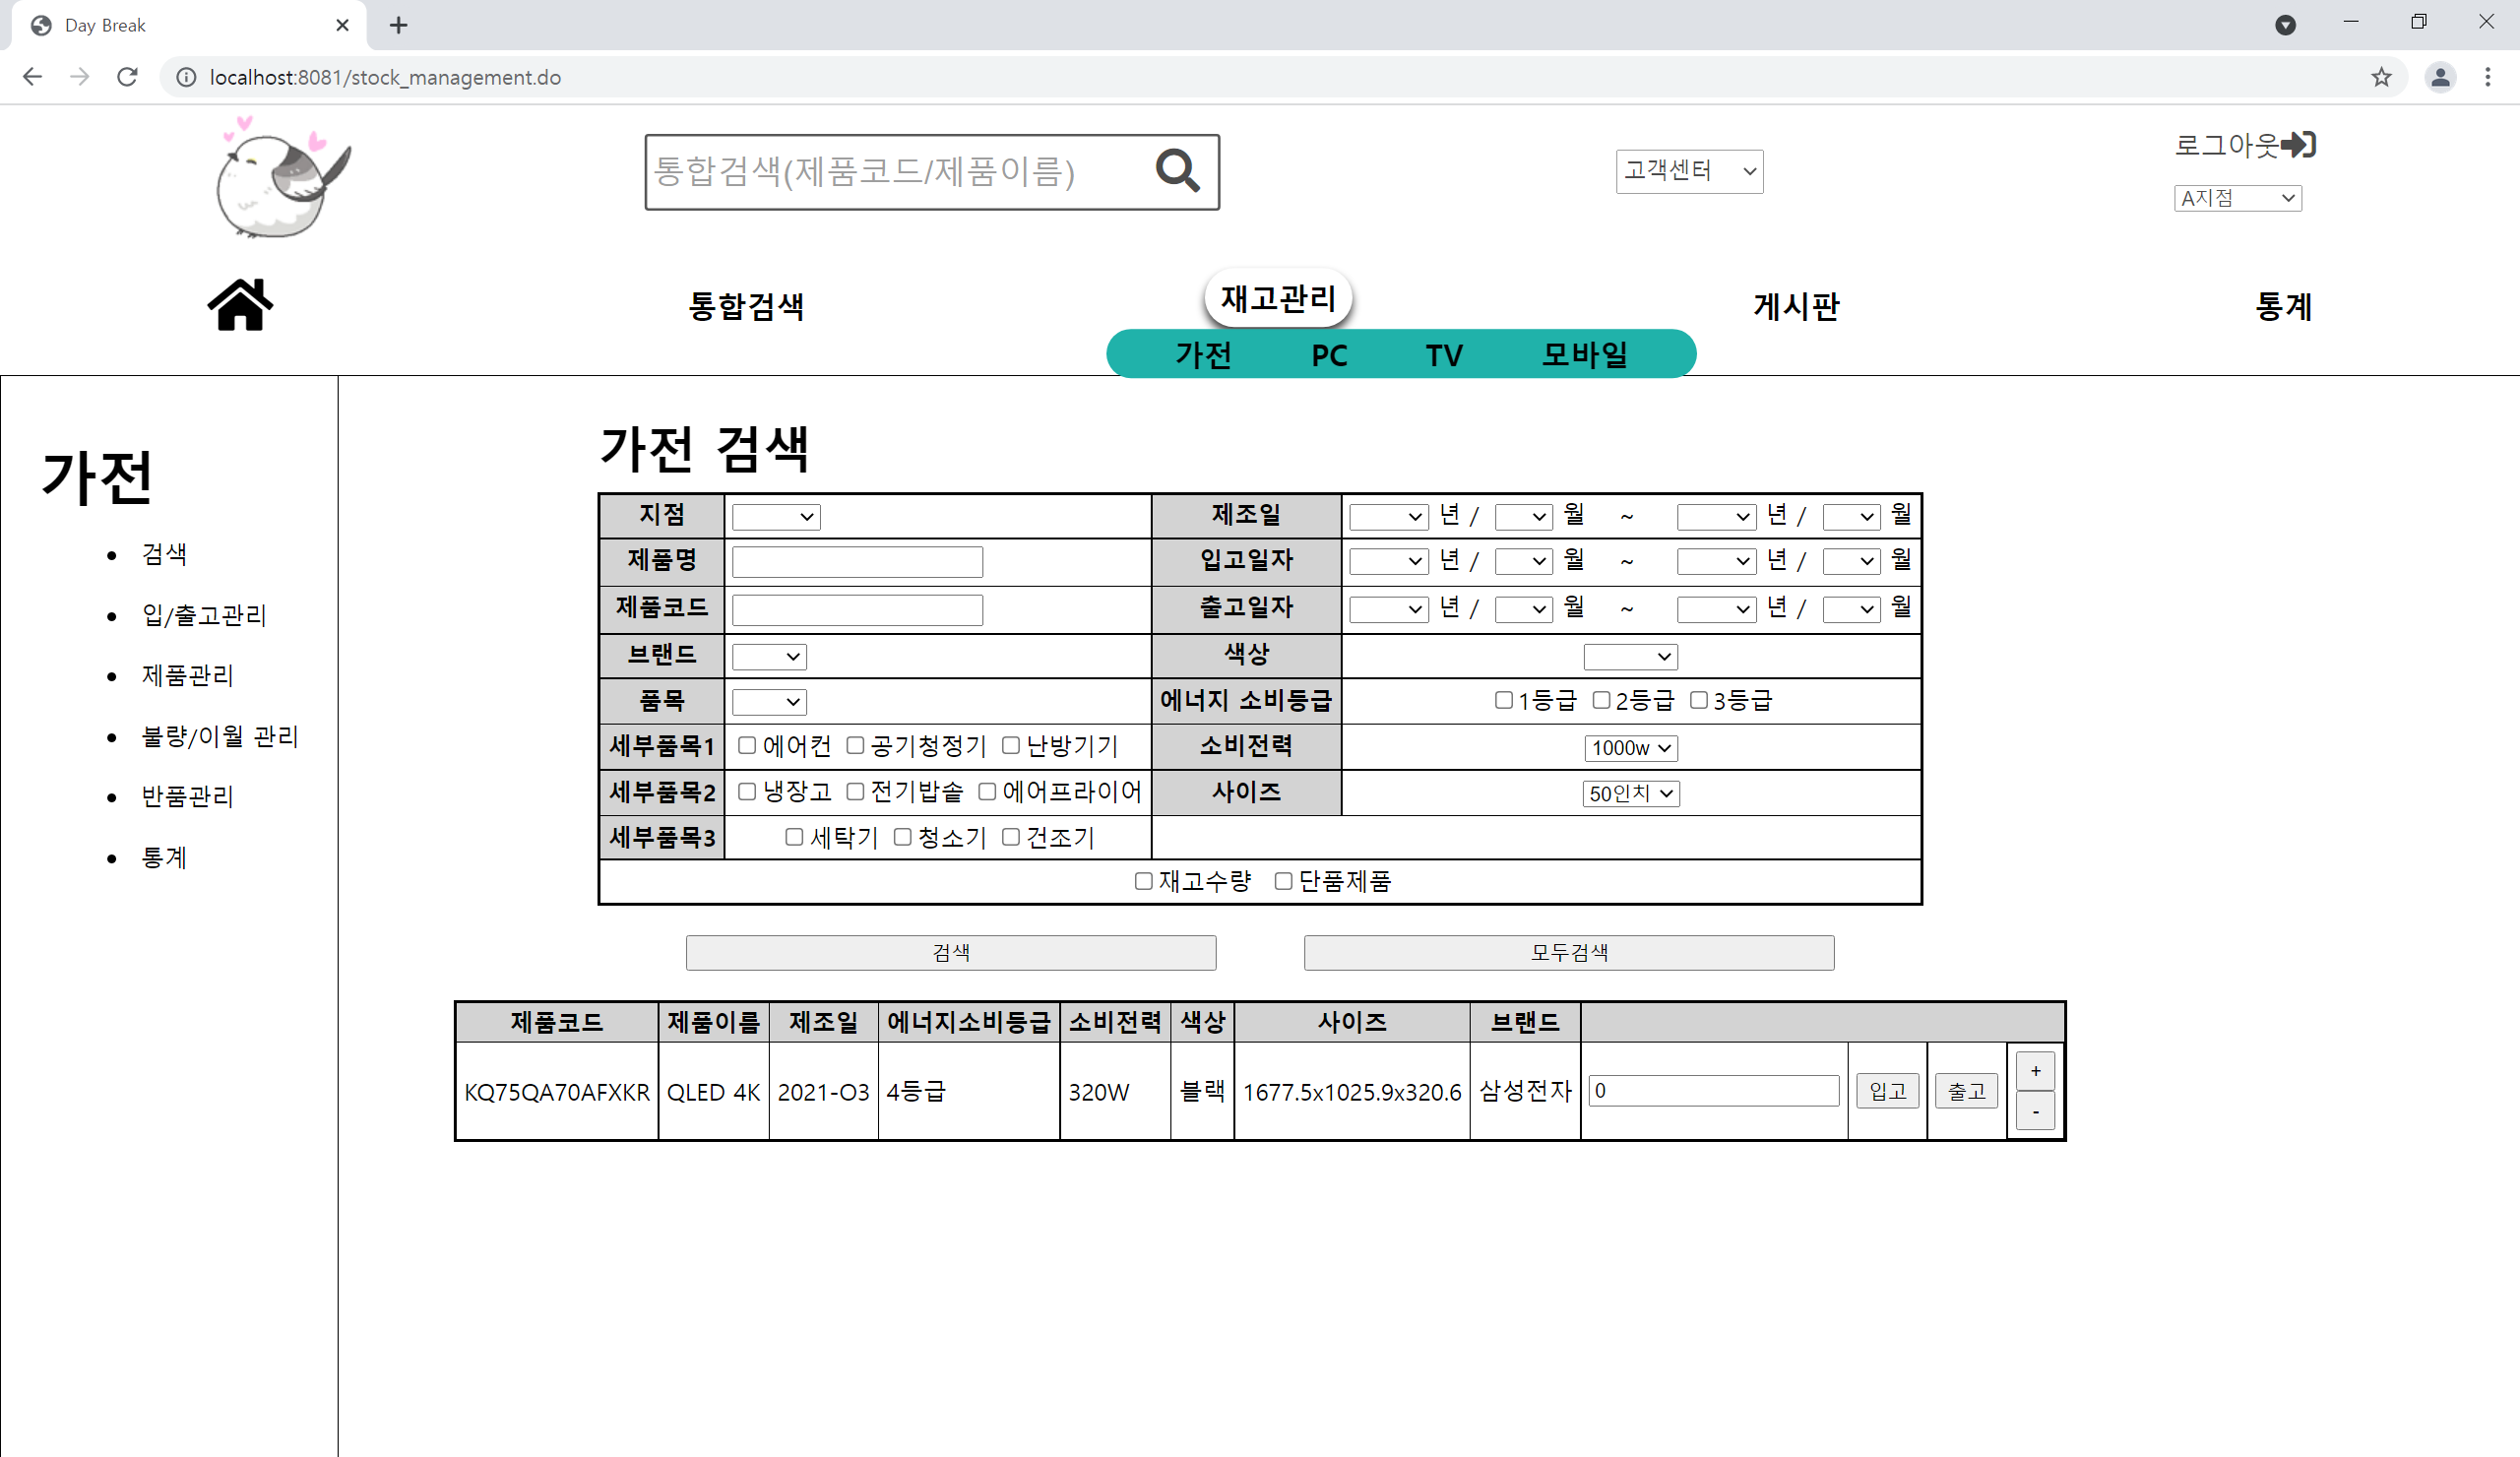 Day Break
localhost:8081/stock_management.do
통합검색(제품코드/제품이름)
고객센터
로그아웃
A지점
통합검색 재고관리 게시판 통계
가전 PC TV 모바일
가전
검색
입/출고관리
제품관리
불량/이월 관리
반품관리
통계
가전 검색
지점 제조일 년 / 월 ~ 년 / 월
제품명 입고일자 년 / 월 ~ 년 / 월
제품코드 출고일자 년 / 월 ~ 년 / 월
브랜드 색상
품목 에너지 소비등급 1등급 2등급 3등급
세부품목1 에어컨 공기청정기 난방기기 소비전력 1000w
세부품목2 냉장고 전기밥솥 에어프라이어 사이즈 50인치
세부품목3 세탁기 청소기 건조기
재고수량 단품제품
검색 모두검색
제품코드 제품이름 제조일 에너지소비등급 소비전력 색상 사이즈 브랜드
KQ75QA70AFXKR QLED 4K 2021-O3 4등급 320W 블랙 1677.5x1025.9x320.6 삼성전자 0 입고 출고 +
-